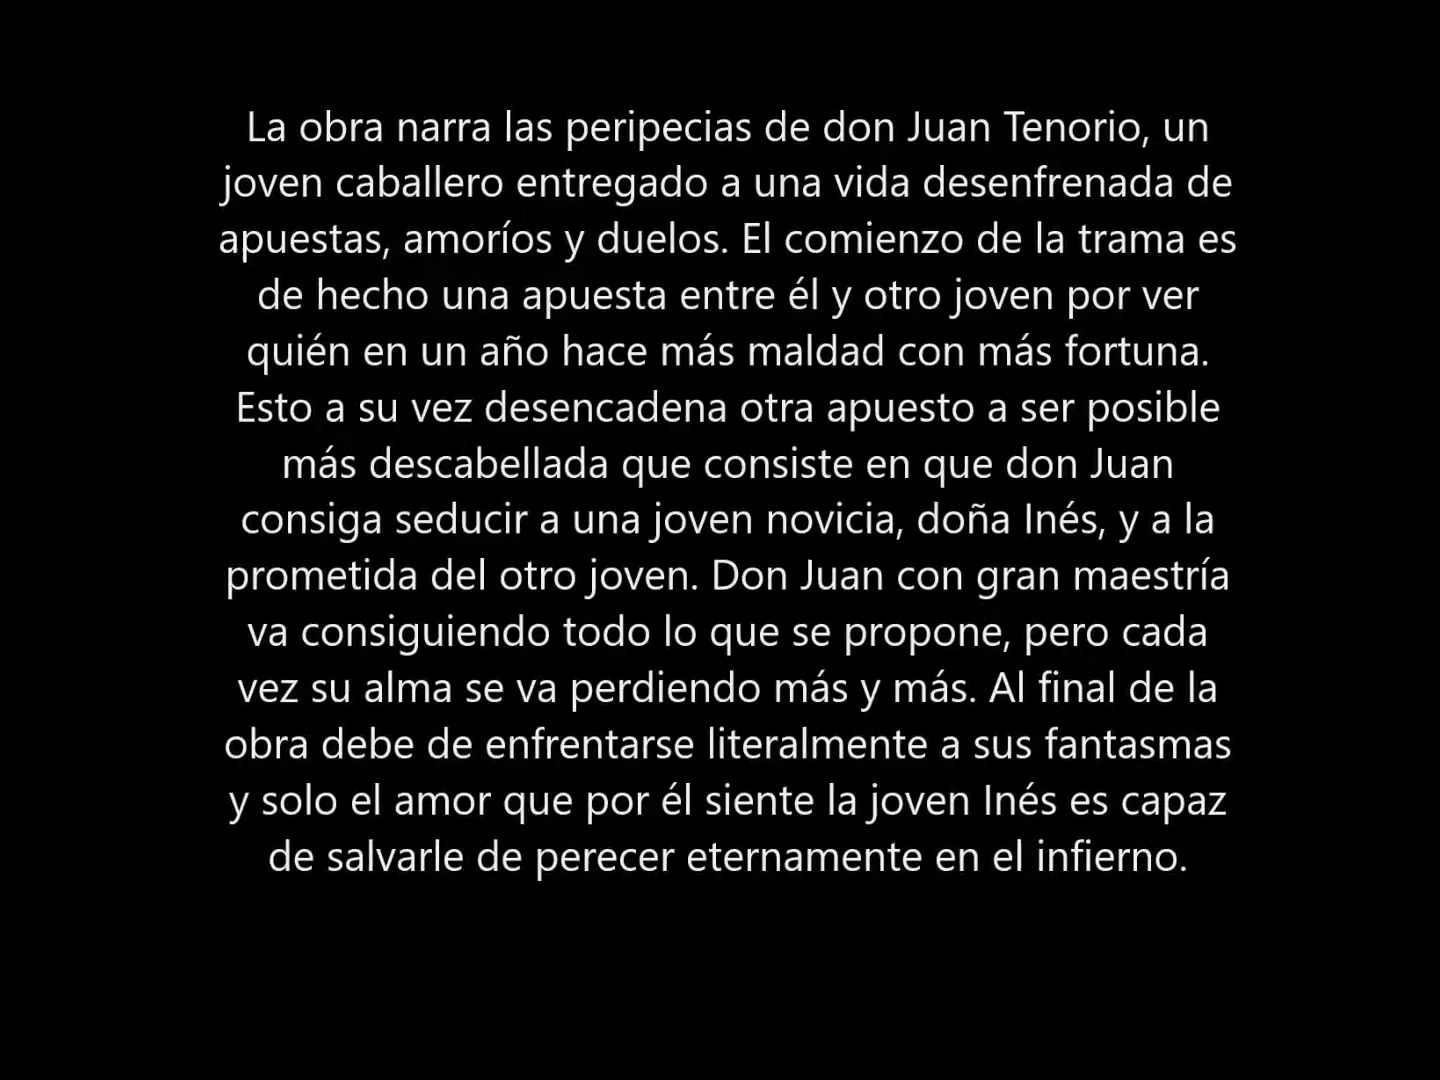 La obra narra las peripecias de don Juan Tenorio, un
joven caballero entregado a una vida desenfrenada de
apuestas, amoríos y duelos. El comienzo de la trama es
de hecho una apuesta entre él y otro joven por ver
quién en un año hace más maldad con más fortuna.
Esto a su vez desencadena otra apuesto a ser posible
más descabellada que consiste en que don Juan
consiga seducir a una joven novicia, doña Inés, y a la
prometida del otro joven. Don Juan con gran maestría
va consiguiendo todo lo que se propone, pero cada
vez su alma se va perdiendo más y más. Al final de la
obra debe de enfrentarse literalmente a sus fantasmas
y solo el amor que por él siente la joven Inés es capaz
de salvarle de perecer eternamente en el infierno.